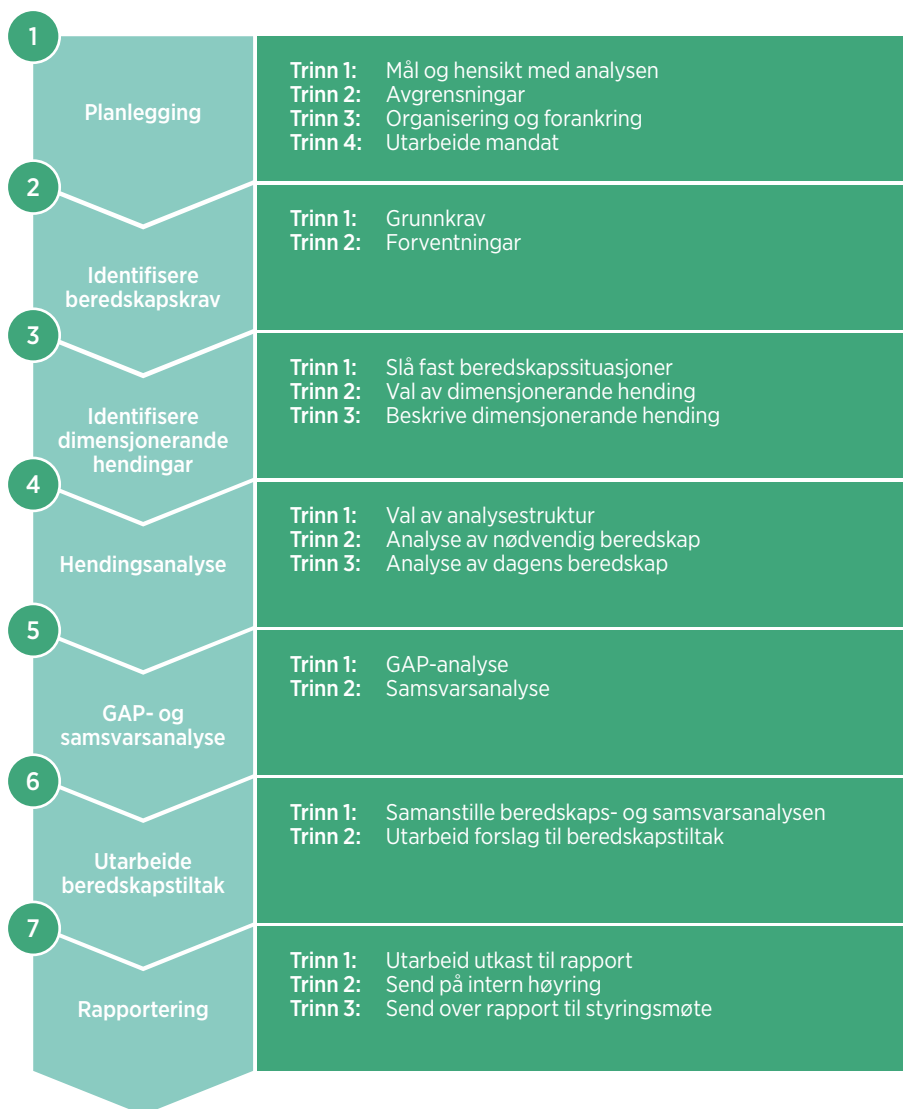 1
Planlegging
Trinn 1: Mål og hensikt med analysen
Trinn 2: Avgrensningar
Trinn 3: Organisering og forankring
Trinn 4: Utarbeide mandat
2
Identifisere
beredskapskrav
Trinn 1: Grunnkrav
Trinn 2: Forventningar
3
Identifisere
dimensjonerande
hendingar
Trinn 1: Slå fast beredskapssituasjoner
Trinn 2: Val av dimensjonerande hending
Trinn 3: Beskrive dimensjonerande hending
4
Hendingsanalyse
Trinn 1: Val av analysestruktur
Trinn 2: Analyse av nødvendig beredskap
Trinn 3: Analyse av dagens beredskap
5
GAP- og
samsvarsanalyse
Trinn 1: GAP-analyse
Trinn 2: Samsvarsanalyse
6
Utarbeide
beredskapstiltak
Trinn 1: Samanstille beredskaps- og samsvarsanalysen
Trinn 2: Utarbeid forslag til beredskapstiltak
7
Rapportering
Trinn 1: Utarbeid utkast til rapport
Trinn 2: Send på intern høyring
Trinn 3: Send over rapport til styringsmøte